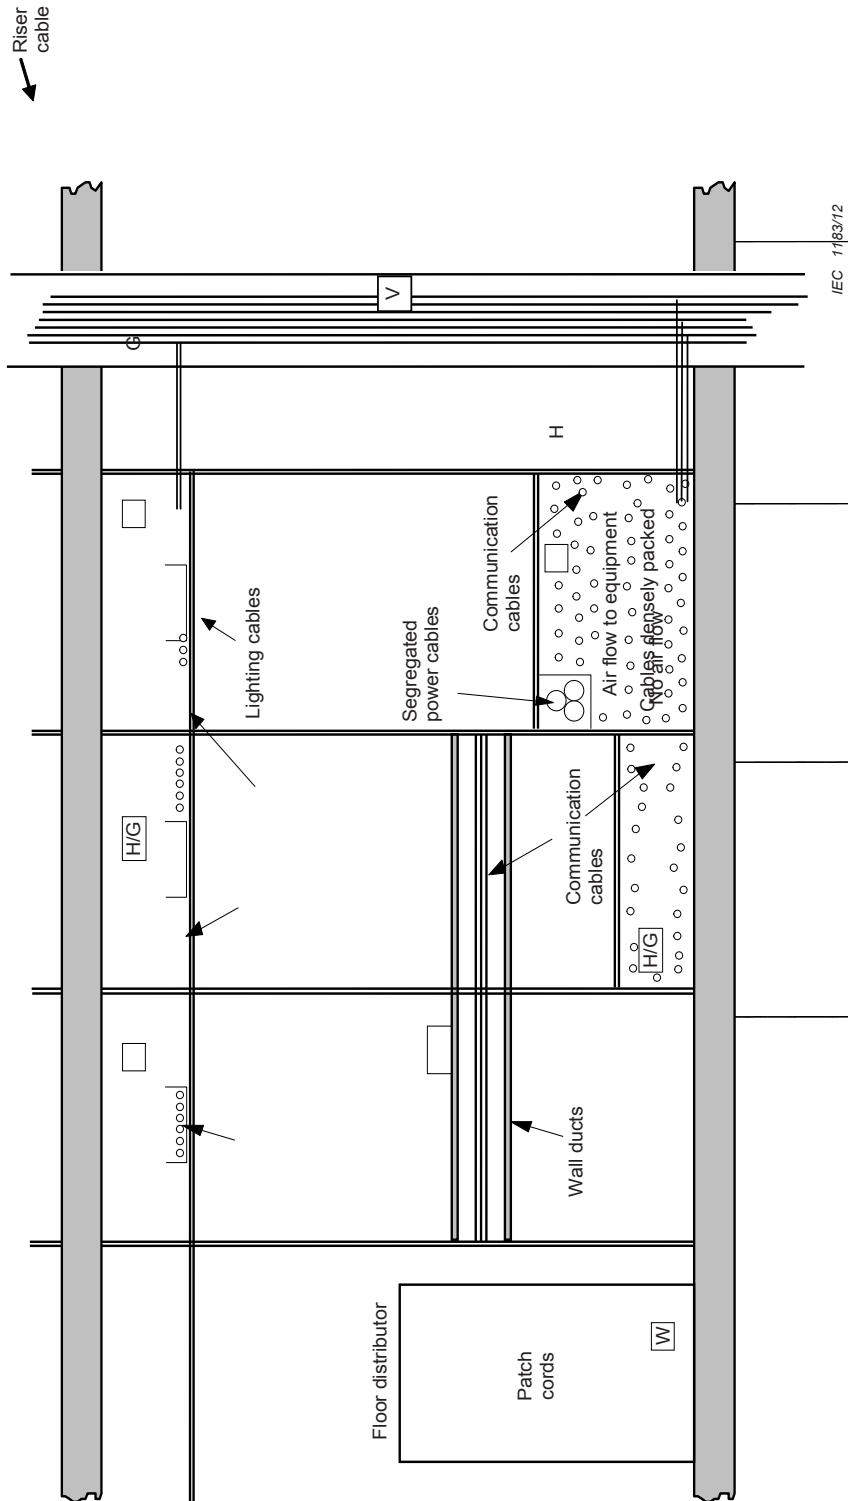 Riser
cable
V
G
H
Lighting cables
Segregated
power cables
Communication
cables
Air flow to equipment
Cables densely packed
No air flow
H/G
Communication
cables
H/G
Wall ducts
Floor distributor
Patch
cords
W
IEC 1183/12